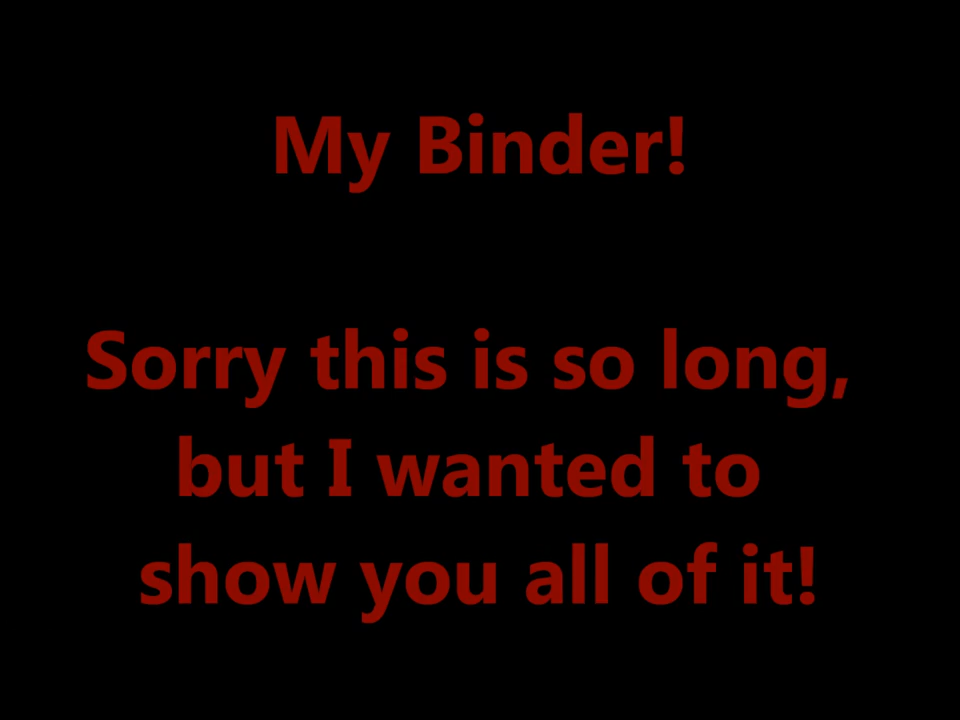 My Binder!
Sorry this is so long,
but I wanted to
show you all of it!